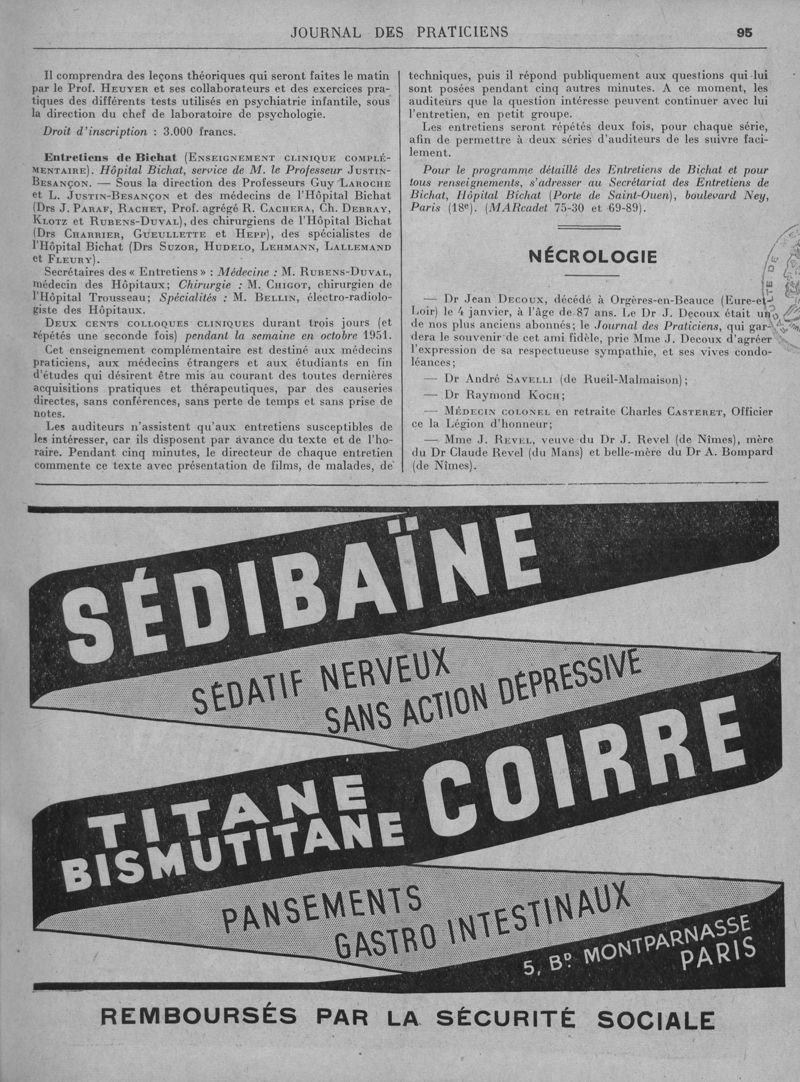 JOURNAL DES PRATICIENS 95
Il comprendra des leçons théoriques qui seront faites le matin
par le Prof. HEUYER et ses collaborateurs et des exercices pra-
tiques des différents tests utilisés en psychiatrie infantile, sous
la direction du chef de laboratoire de psychologie.
Droit d'inscription : 3.000 francs.
Entretiens de Bichat (ENSEIGNEMENT CLINIQUE COMPLÉ-
MENTAIRE). Hôpital Bichat, service de M. le Professeur JUSTIN-
BESANÇON. — Sous la direction des Professeurs Guy LAROCHE
et L. JUSTIN-BESANÇON et des médecins de l'Hôpital Bichat
(Drs J. PARAF, RACHET, Prof. agrégé R. CACHERA, Ch. DEBRAY,
KLOTZ et RUBENS-DUVAL), des chirurgiens de l'Hôpital Bichat
(Drs CHARRIER, GUEULLETTE et HEPP), des spécialistes de
l'Hôpital Bichat (Drs SUZOR, HUDELO, LEHMANN, LALLEMAND
et FLEURY).
Secrétaires des « Entretiens » : Médecine : M. RUBENS-DUVAL,
médecin des Hôpitaux; Chirurgie : M. CHIGOT, chirurgien de
l'Hôpital Trousseau; Spécialités : M. BELLIN, électro-radiolo-
giste des Hôpitaux.
DEUX CENTS COLLOQUES CLINIQUES durant trois jours (et
répétés une seconde fois) pendant la semaine en octobre 1951.
Cet enseignement complémentaire est destiné aux médecins
praticiens, aux médecins étrangers et aux étudiants en fin
d'études qui désirent être mis au courant des toutes dernières
acquisitions pratiques et thérapeutiques, par des causeries
directes, sans conférences, sans perte de temps et sans prise de
notes.
Les auditeurs n'assistent qu'aux entretiens susceptibles de
les intéresser, car ils disposent par avance du texte et de l'ho-
raire. Pendant cinq minutes, le directeur de chaque entretien
commente ce texte avec présentation de films, de malades, de
techniques, puis il répond publiquement aux questions qui lui
sont posées pendant cinq autres minutes. A ce moment, les
auditeurs que la question intéresse peuvent continuer avec lui
l'entretien, en petit groupe.
Les entretiens seront répétés deux fois, pour chaque série,
afin de permettre à deux séries d'auditeurs de les suivre faci-
lement.
Pour le programme détaillé des Entretiens de Bichat et pour
tous renseignements, s'adresser au Secrétariat des Entretiens de
Bichat, Hôpital Bichat (Porte de Saint-Ouen), boulevard Ney,
Paris (18e). (MARcadet 75-30 et 69-89).
NÉCROLOGIE
— Dr Jean DECOUX, décédé à Orgères-en-Beauce (Eure-et-
Loir) le 4 janvier, à l'âge de 87 ans. Le Dr J. Decoux était un
de nos plus anciens abonnés; le Journal des Praticiens, qui gar-
dera le souvenir de cet ami fidèle, prie Mme J. Decoux d'agréer
l'expression de sa respectueuse sympathie, et ses vives condo-
léances;
— Dr André SAVELLI (de Rueil-Malmaison);
— Dr Raymond KOCH;
— MÉDECIN COLONEL en retraite Charles CASTERET, Officier
ce la Légion d'honneur;
— Mme J. REVEL, veuve du Dr J. Revel (de Nîmes), mère
du Dr Claude Revel (du Mans) et belle-mère du Dr A. Bompard
(de Nîmes).
SÉDIBAÏNE
SÉDATIF NERVEUX
SANS ACTION DÉPRESSIVE
TITANE
BISMUTITANE
COIRRE
PANSEMENTS
GASTRO INTESTINAUX
5, Bd. MONTPARNASSE
PARIS
REMBOURSÉS PAR LA SÉCURITÉ SOCIALE